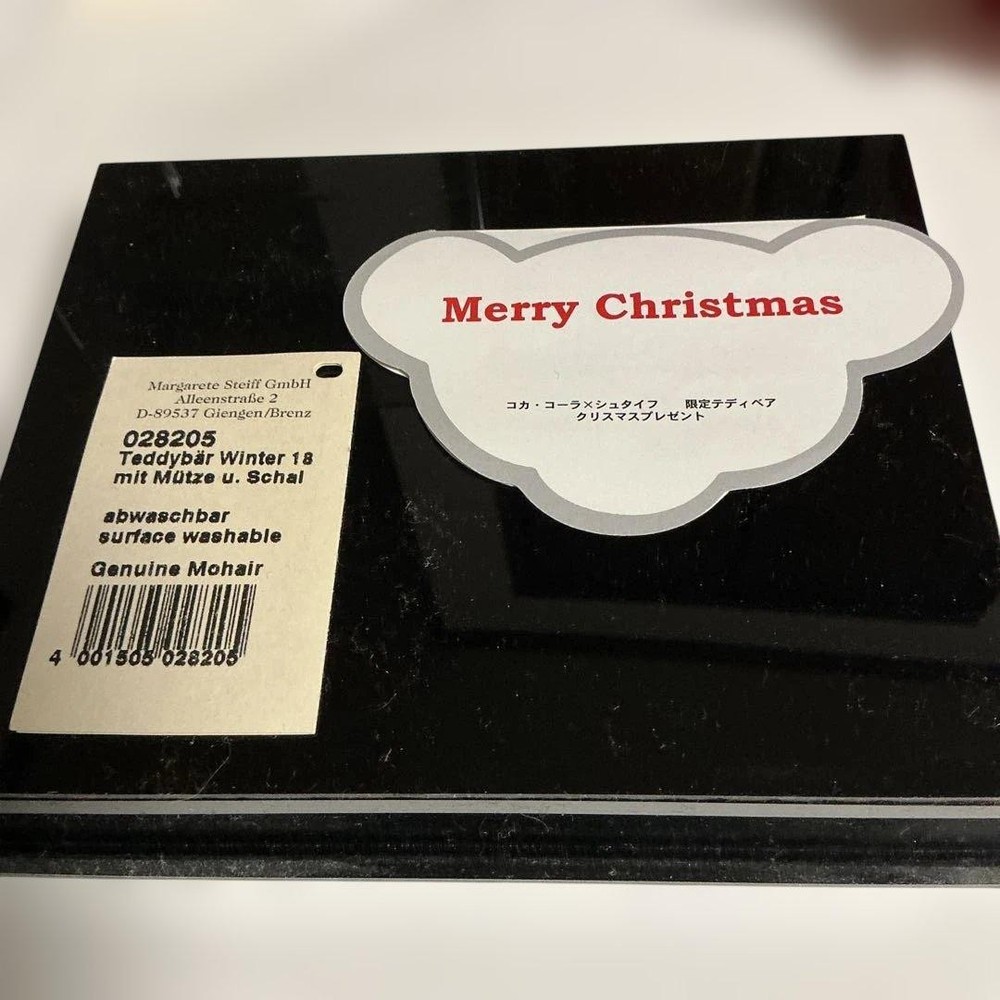 Margarete Steiff GmbH
Alleenstraße 2
D-89537 Giengen/Brenz
028205
Teddybär Winter 18
mit Mütze u. Schal
abwaschbar
surface washable
Genuine Mohair
4 001505 028205
Merry Christmas
コカ・コーラ×シュタイフ　限定テディベア
クリスマスプレゼント